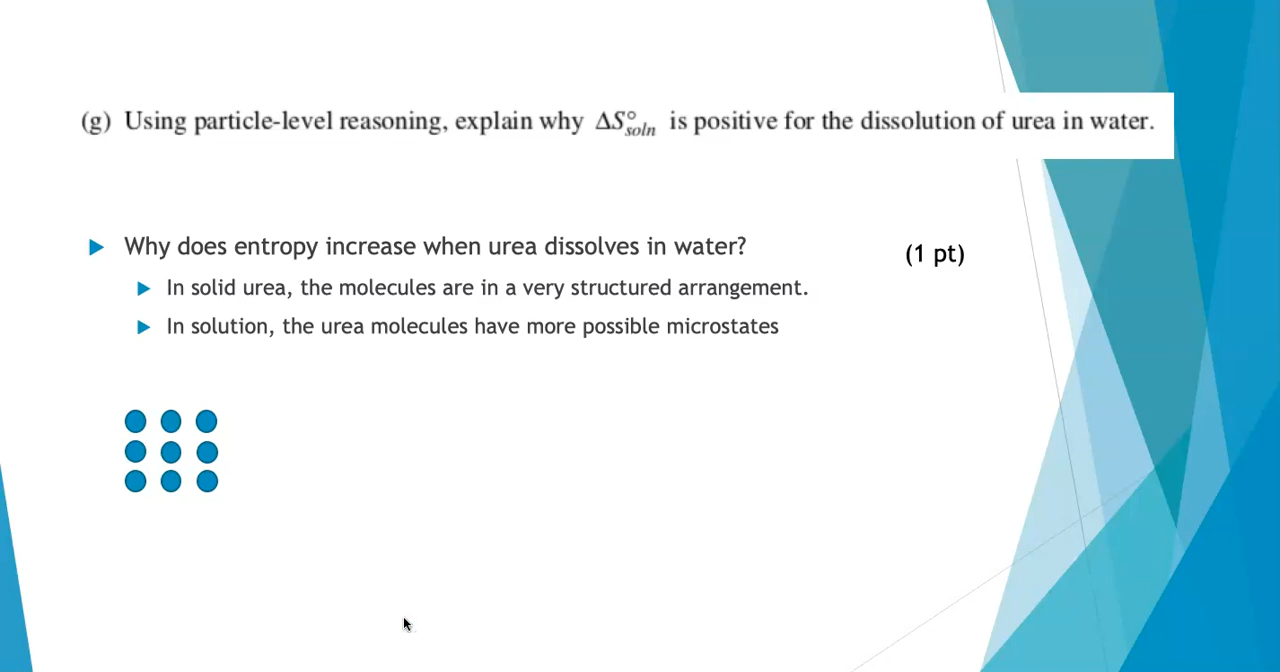 (g) Using particle-level reasoning, explain why ΔS°soln is positive for the dissolution of urea in water.
Why does entropy increase when urea dissolves in water?
(1 pt)
In solid urea, the molecules are in a very structured arrangement.
In solution, the urea molecules have more possible microstates